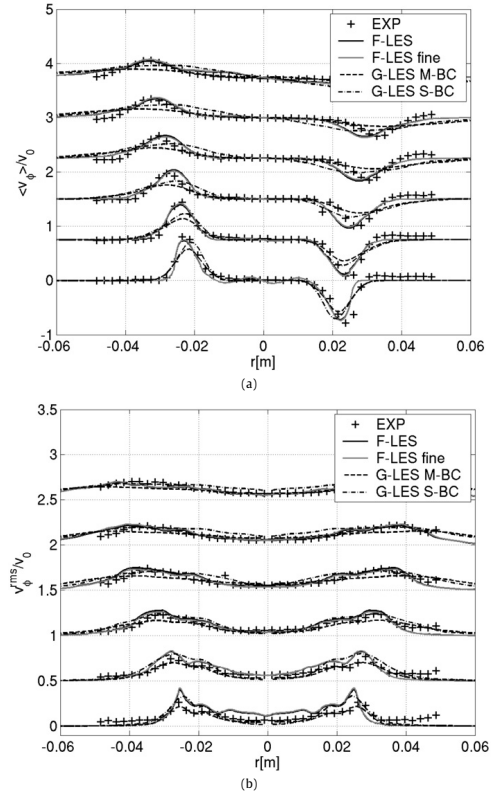 5
4
3
2
1
0
-1
<v_ϕ>/v_0
EXP
F-LES
F-LES fine
G-LES M-BC
G-LES S-BC
-0.06 -0.04 -0.02 0 0.02 0.04 0.06
r[m]
(a)
3.5
3
2.5
2
1.5
1
0.5
0
v_ϕ^rms/v_0
EXP
F-LES
F-LES fine
G-LES M-BC
G-LES S-BC
-0.06 -0.04 -0.02 0 0.02 0.04 0.06
r[m]
(b)